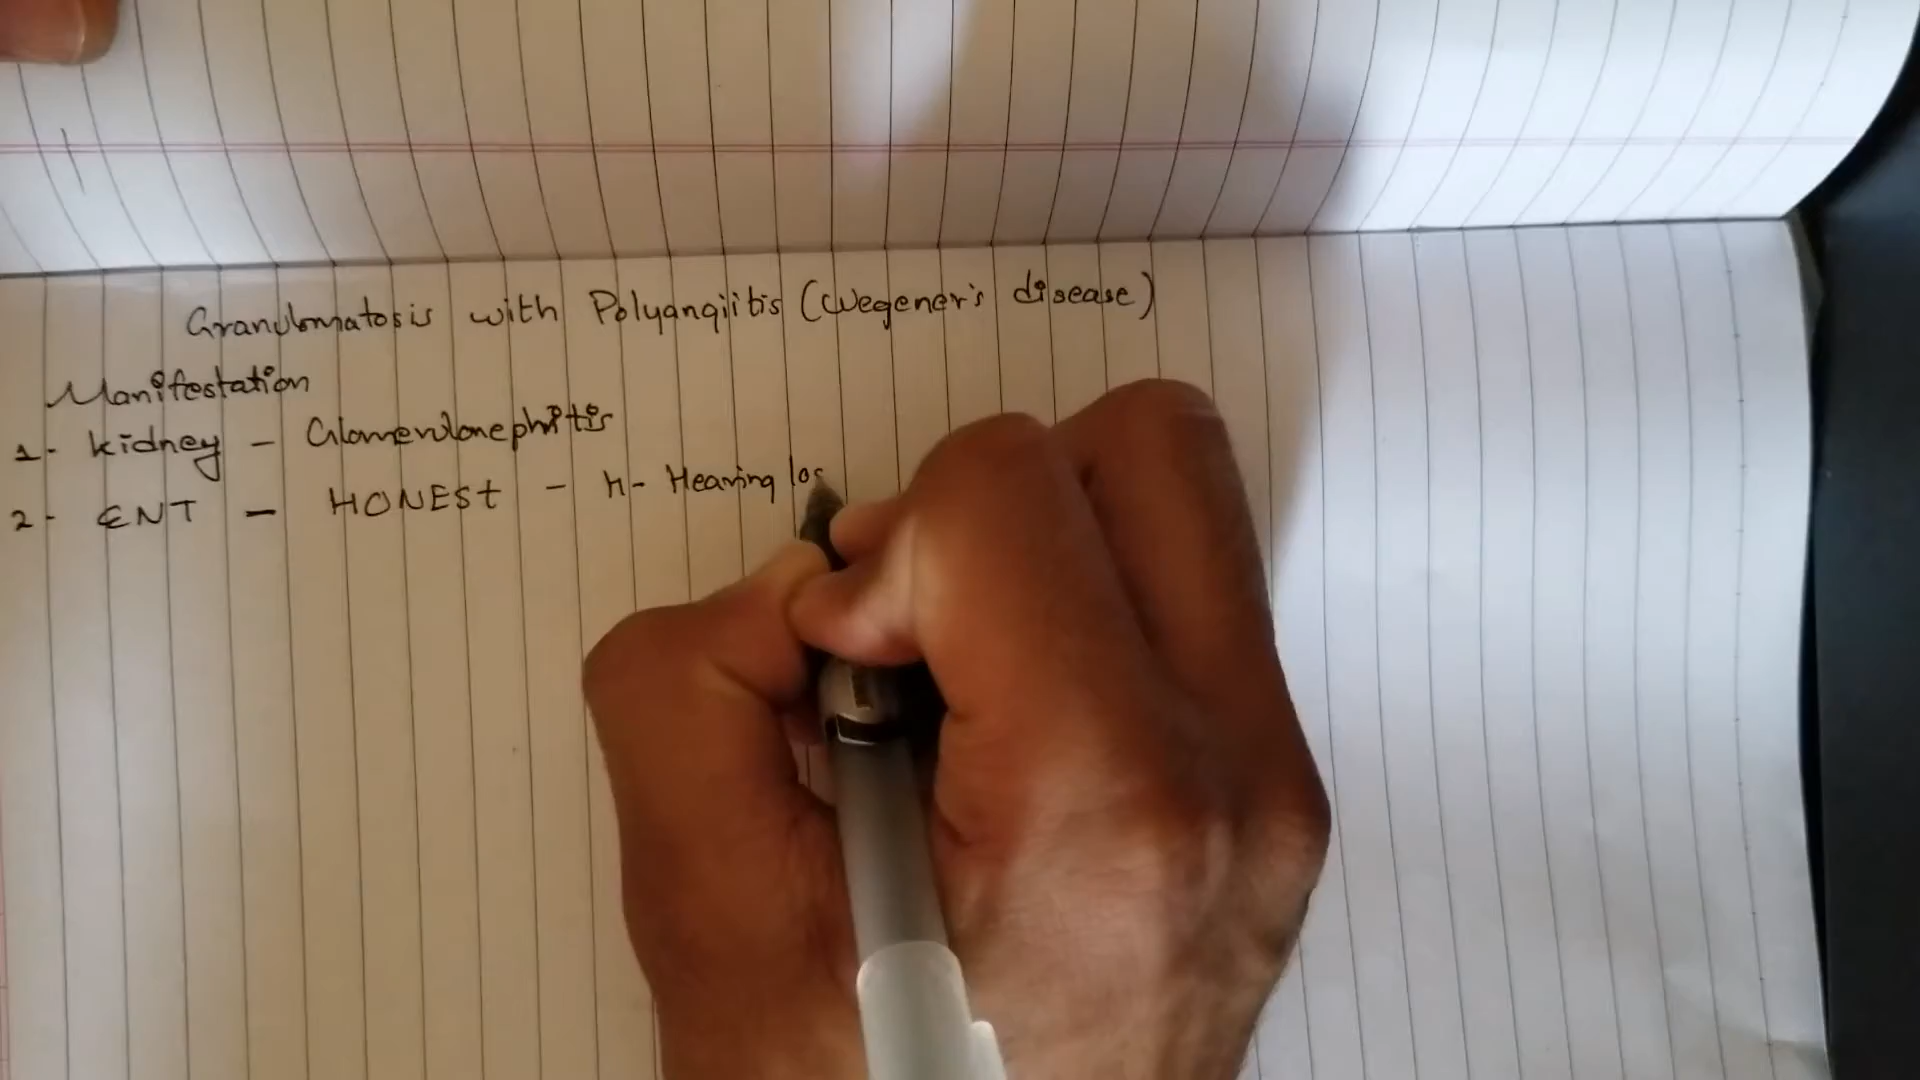 Granulomatosis with Polyangiitis (Wegener's disease)
Manifestation
1- Kidney - Glomerulonephritis
2- ENT - HONESt - H- Hearing los